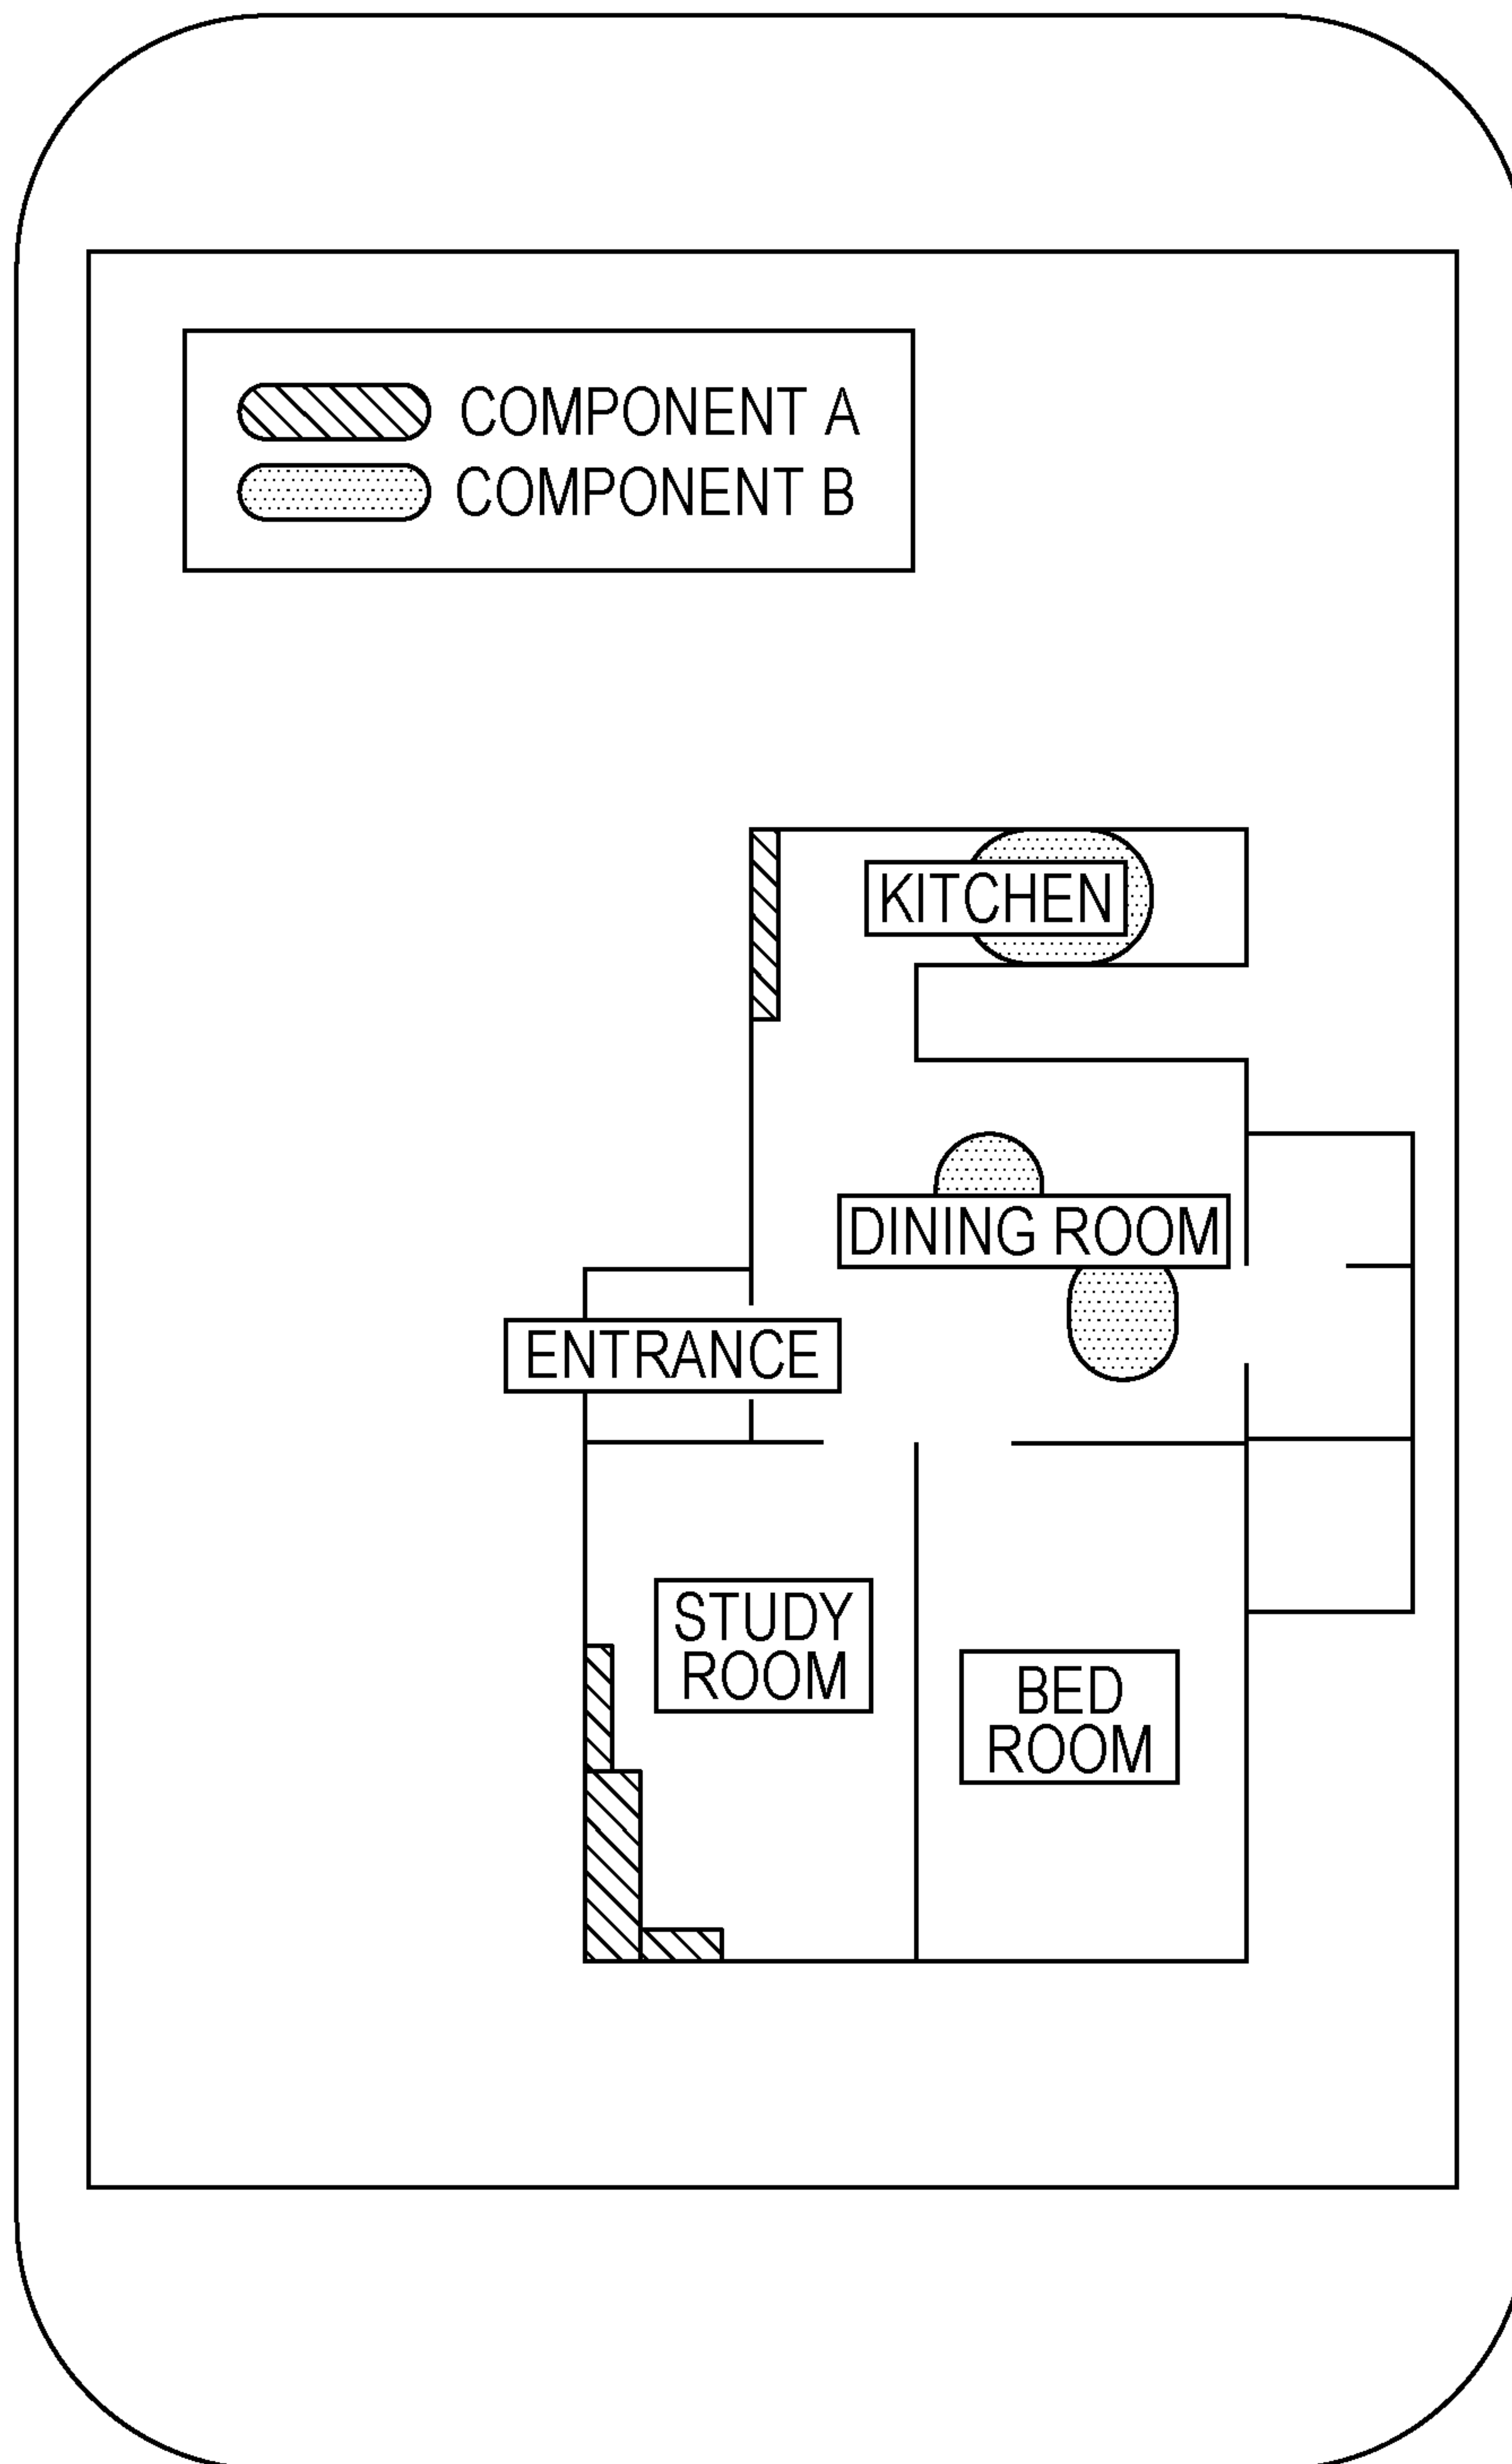 COMPONENT A
COMPONENT B
KITCHEN
DINING ROOM
ENTRANCE
STUDY
ROOM
BED
ROOM